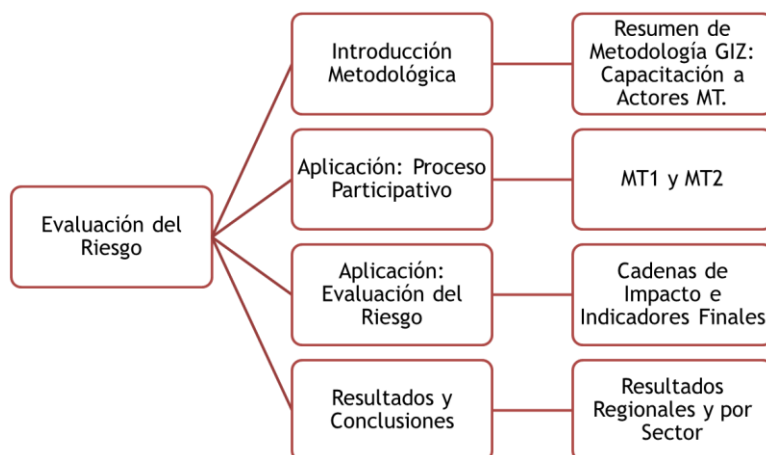 Evaluación del
Riesgo
Introducción
Metodológica
Resumen de
Metodología GIZ:
Capacitación a
Actores MT.
Aplicación: Proceso
Participativo
MT1 y MT2
Aplicación:
Evaluación del
Riesgo
Cadenas de
Impacto e
Indicadores Finales
Resultados y
Conclusiones
Resultados
Regionales y por
Sector